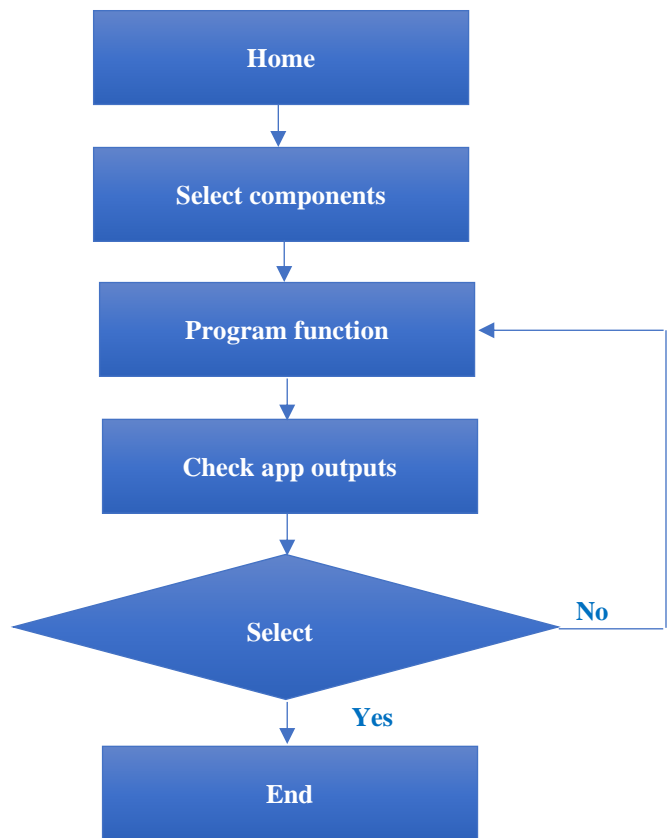 Home
Select components
Program function
Check app outputs
Select
No
Yes
End